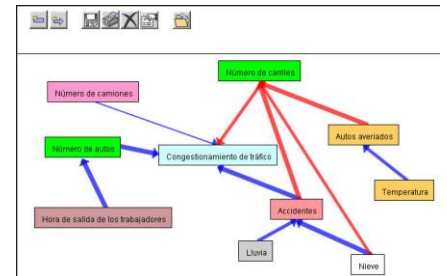 Número de carriles
Número de camiones
Autos averiados
Número de autos
Congestionamiento de tráfico
Temperatura
Accidentes
Hora de salida de los trabajadores
Lluvia
Nieve